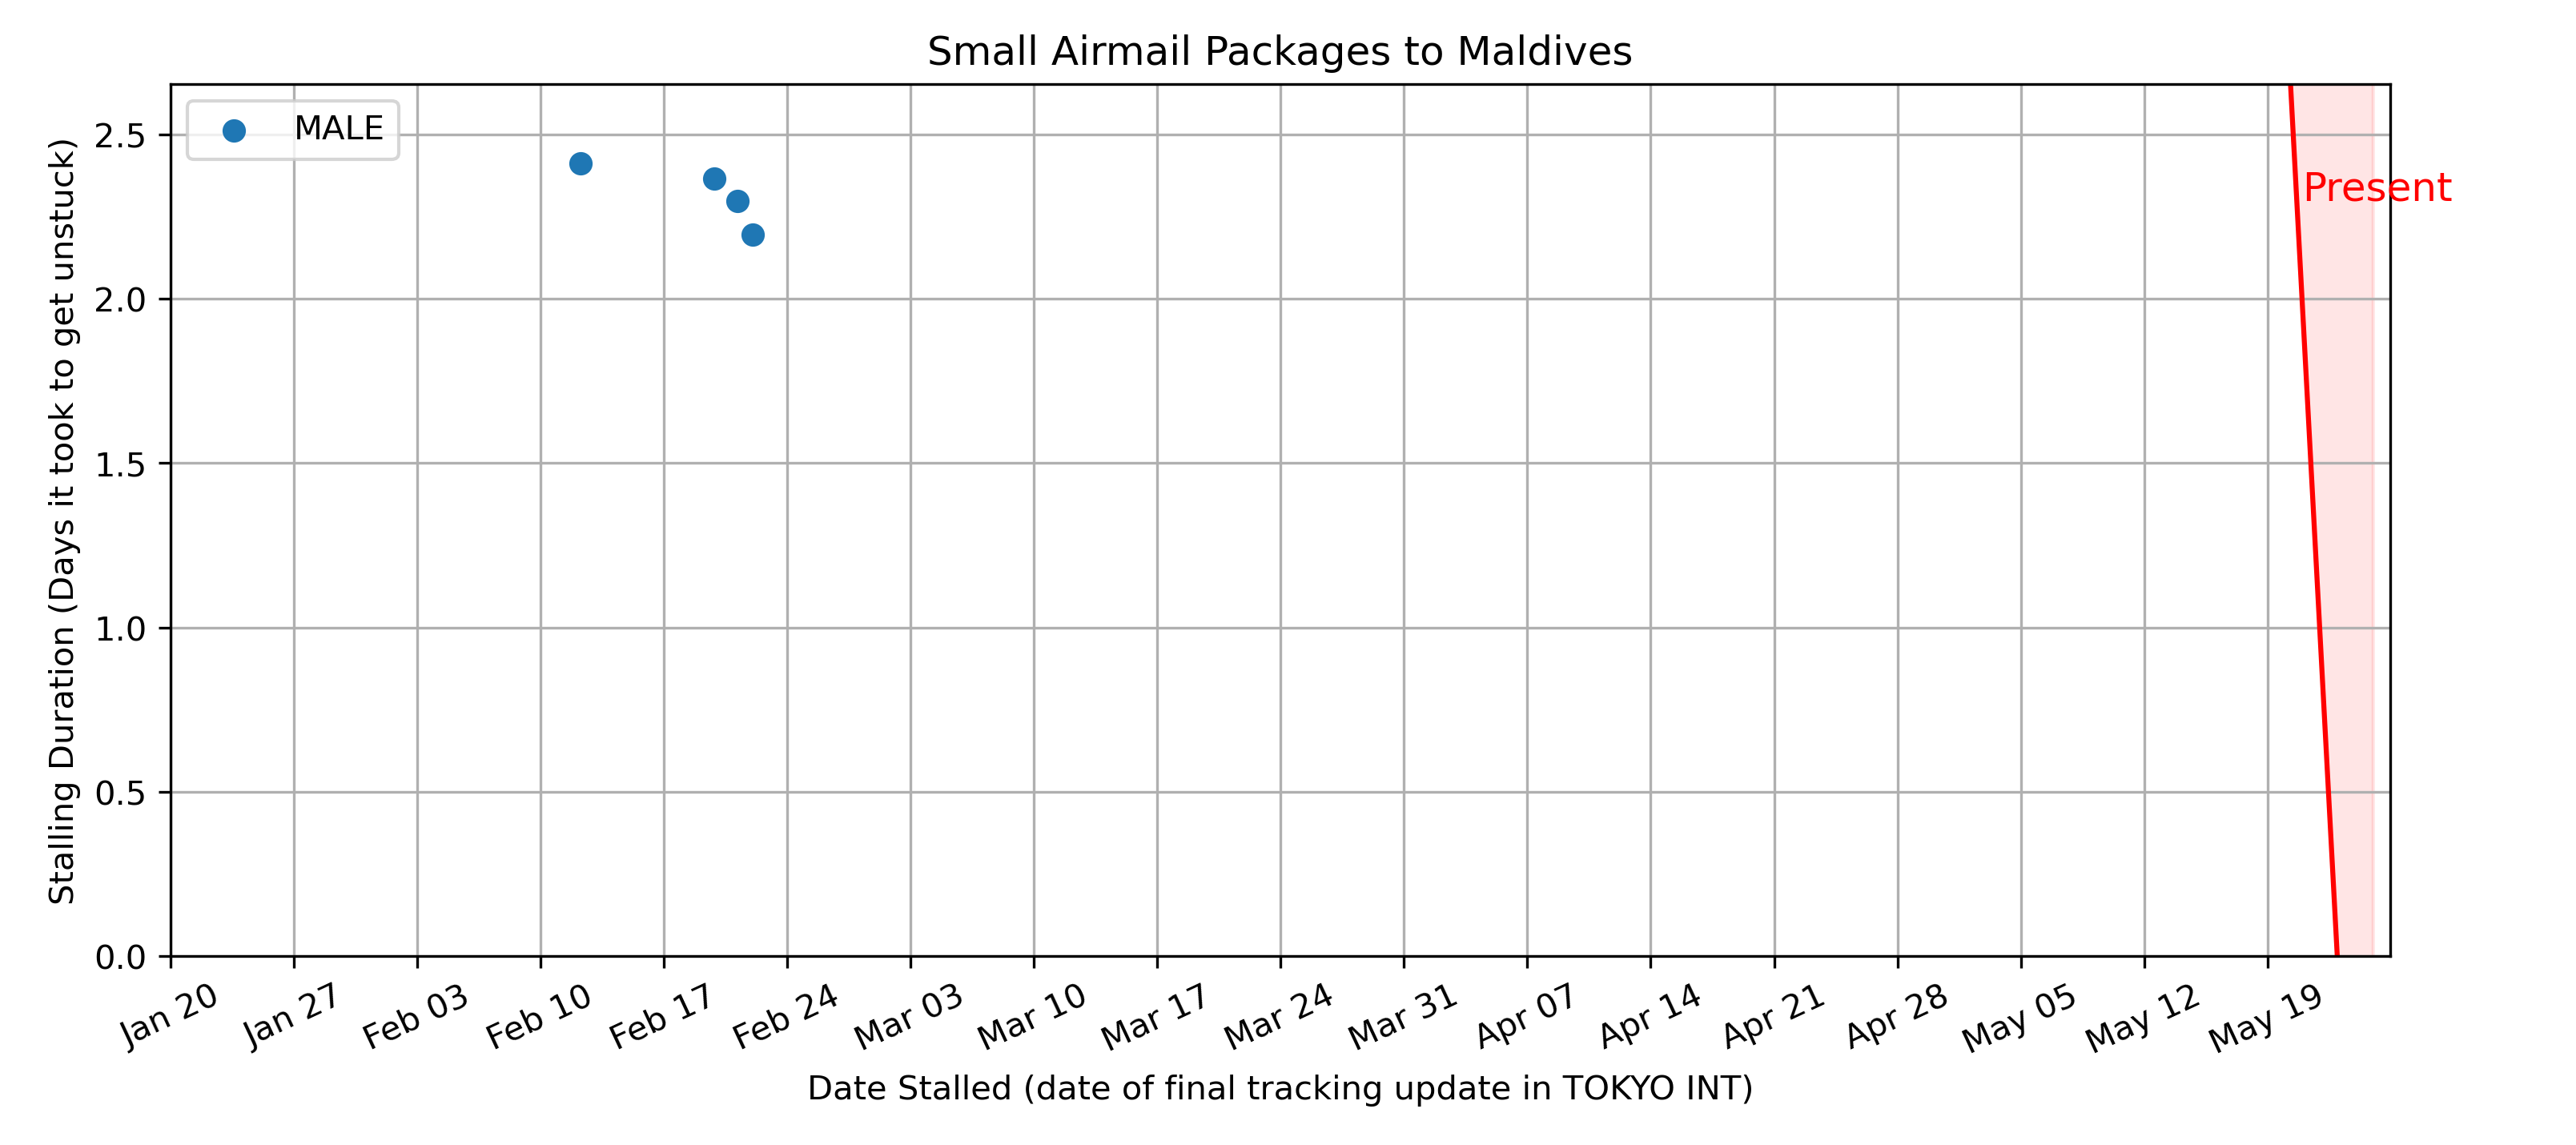 Small Airmail Packages to Maldives
MALE
Present
Stalling Duration (Days it took to get unstuck)
2.5
2.0
1.5
1.0
0.5
0.0
Jan 20 Jan 27 Feb 03 Feb 10 Feb 17 Feb 24 Mar 03 Mar 10 Mar 17 Mar 24 Mar 31 Apr 07 Apr 14 Apr 21 Apr 28 May 05 May 12 May 19
Date Stalled (date of final tracking update in TOKYO INT)